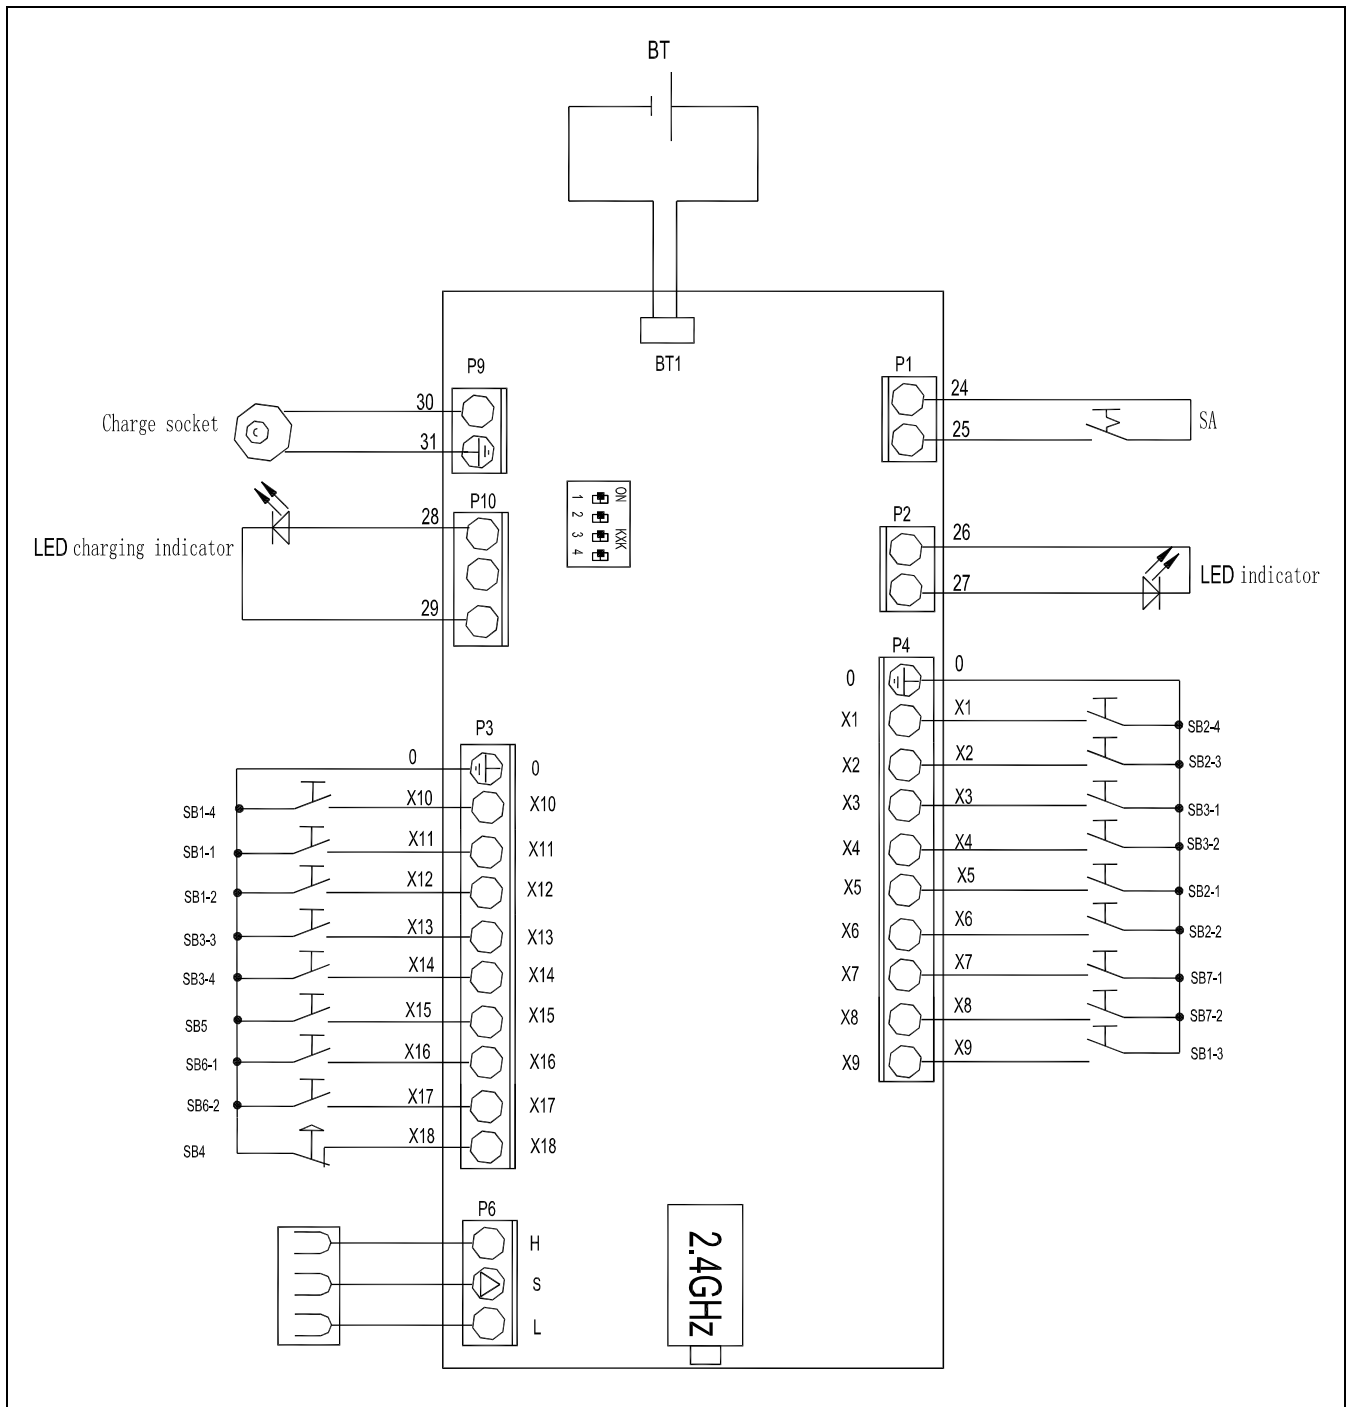 BT
BT1
P9
30
31
Charge socket
P10
28
29
LED charging indicator
ON
KXK
1
2
3
4
P1
24
25
SA
P2
26
27
LED indicator
P4
0 0
X1 X1 SB2-4
X2 X2 SB2-3
X3 X3 SB3-1
X4 X4 SB3-2
X5 X5 SB2-1
X6 X6 SB2-2
X7 X7 SB7-1
X8 X8 SB7-2
X9 X9 SB1-3
P3
0 0
SB1-4 X10 X10
SB1-1 X11 X11
SB1-2 X12 X12
SB3-3 X13 X13
SB3-4 X14 X14
SB5 X15 X15
SB6-1 X16 X16
SB6-2 X17 X17
SB4 X18 X18
P6
H
S
L
2.4GHz